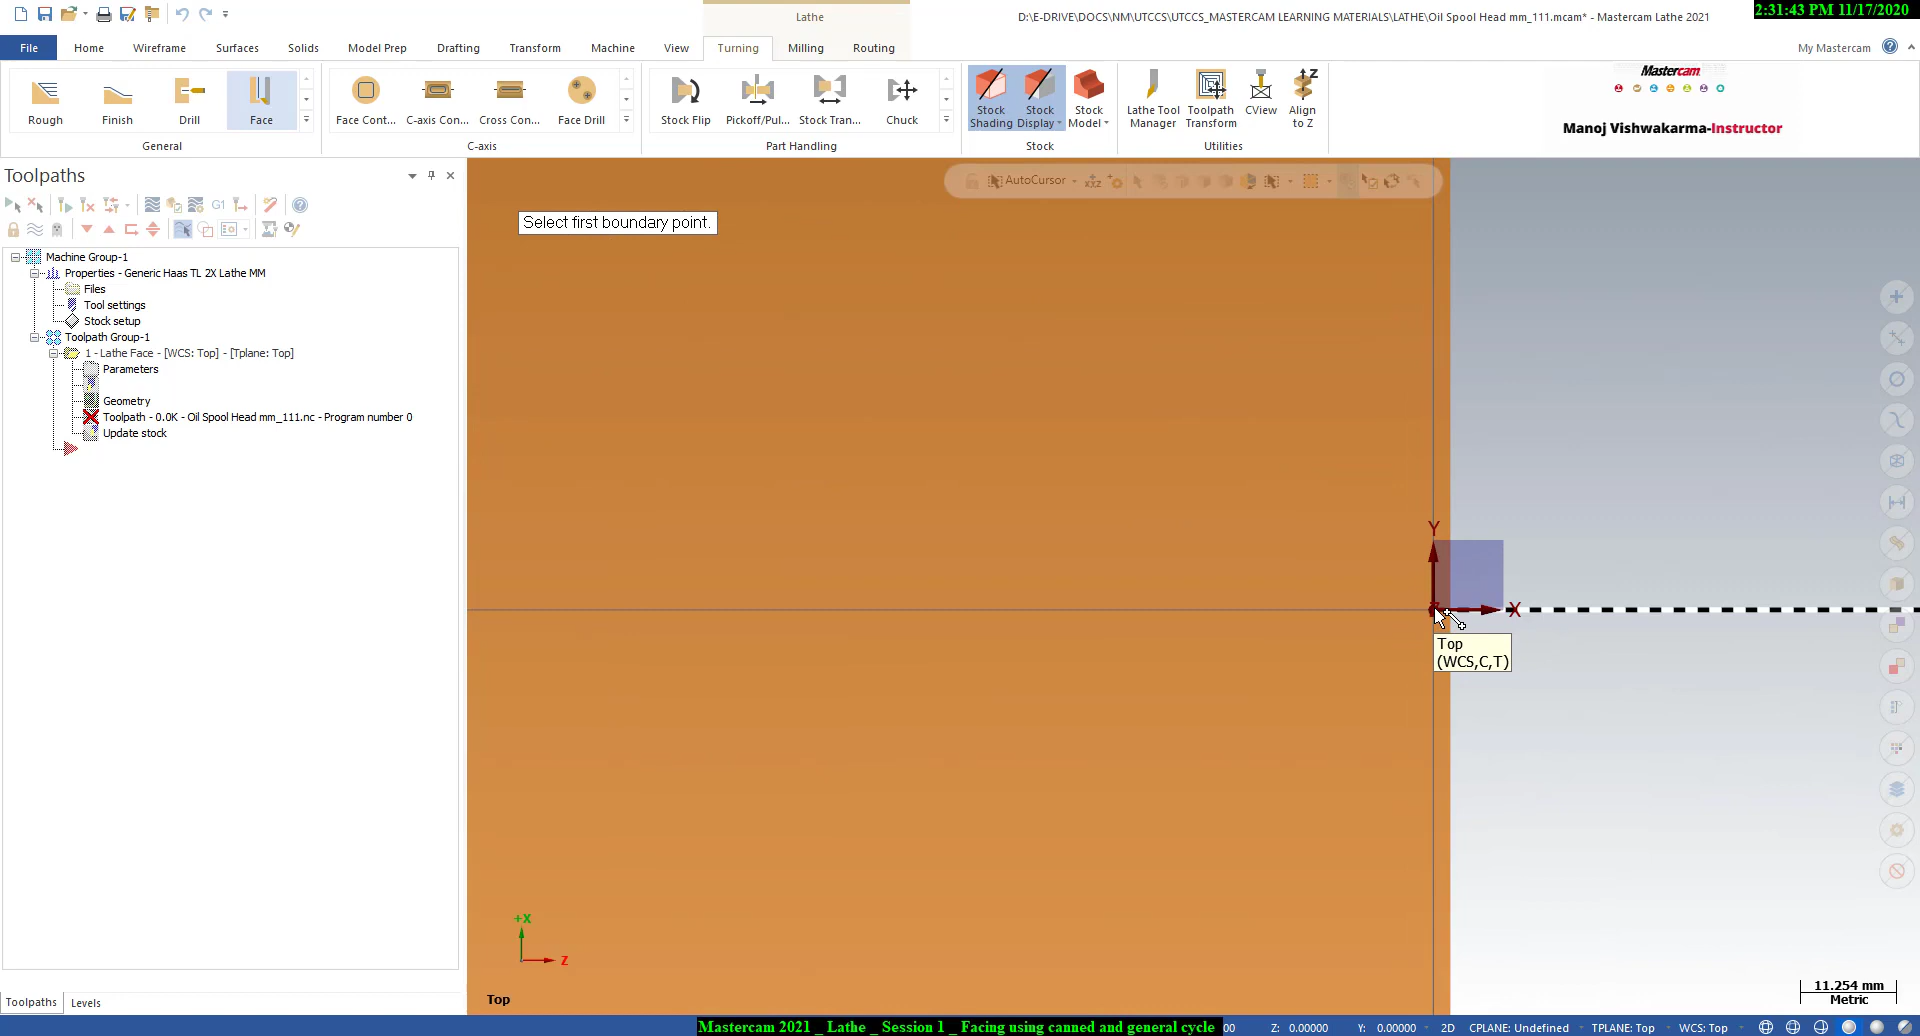 Lathe
D:\E-DRIVE\DOCS\NM\UTCCS\UTCCS_MASTERCAM LEARNING MATERIALS\LATHE\Oil Spool Head mm_111.mcam* - Mastercam Lathe 2021
2:31:43 PM 11/17/2020
File Home Wireframe Surfaces Solids Model Prep Drafting Transform Machine View Turning Milling Routing My Mastercam
Rough Finish Drill Face
General
Face Cont... C-axis Con... Cross Con... Face Drill
C-axis
Stock Flip Pickoff/Pul... Stock Tran... Chuck
Part Handling
Stock Shading Stock Display Stock Model
Stock
Lathe Tool Manager Toolpath Transform CView Align to Z
Utilities
Mastercam
Manoj Vishwakarma-Instructor
Toolpaths
G1
AutoCursor
Select first boundary point.
Machine Group-1
Properties - Generic Haas TL 2X Lathe MM
Files
Tool settings
Stock setup
Toolpath Group-1
1 - Lathe Face - [WCS: Top] - [Tplane: Top]
Parameters
Geometry
Toolpath - 0.0K - Oil Spool Head mm_111.nc - Program number 0
Update stock
Y
X
Top
(WCS,C,T)
+X
Z
Top
11.254 mm
Metric
Toolpaths Levels
Mastercam 2021 _ Lathe _ Session 1 _ Facing using canned and general cycle
00 Z: 0.00000 Y: 0.00000 2D CPLANE: Undefined TPLANE: Top WCS: Top